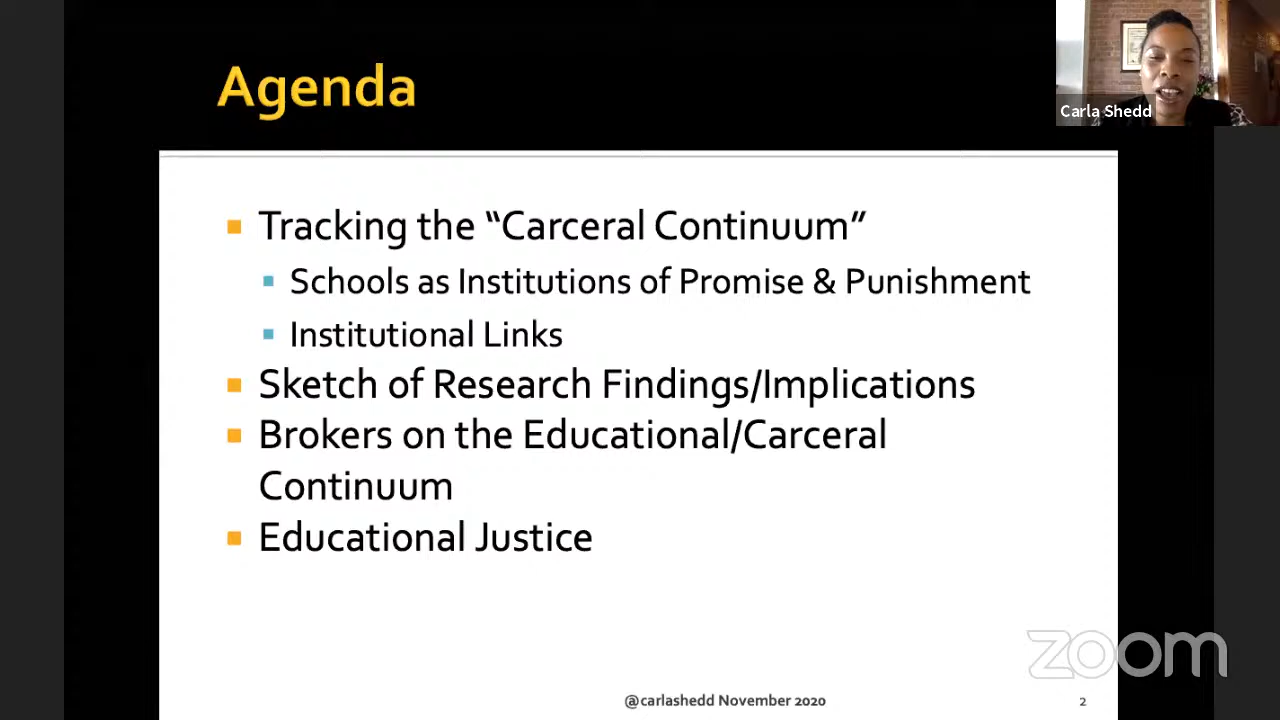 Agenda
Carla Shedd
Tracking the “Carceral Continuum”
Schools as Institutions of Promise & Punishment
Institutional Links
Sketch of Research Findings/Implications
Brokers on the Educational/Carceral
Continuum
Educational Justice
zoom
@carlashedd November 2020
2